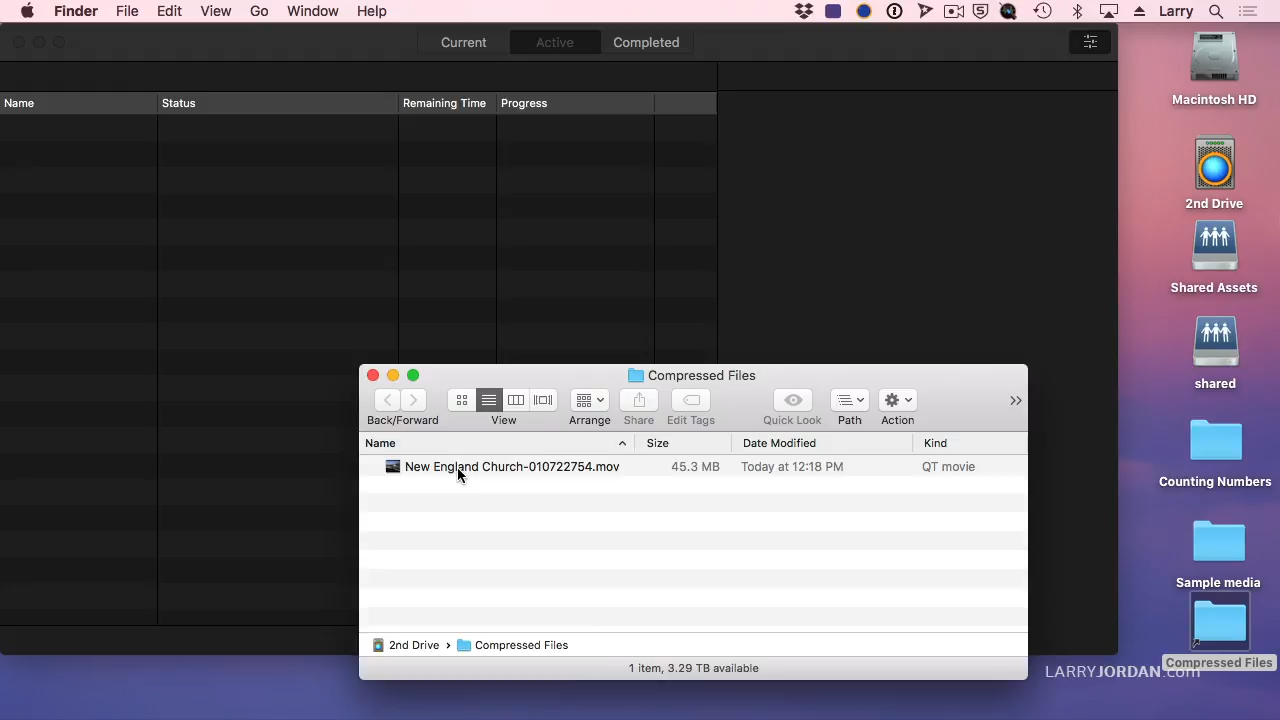 Finder File Edit View Go Window Help Larry
Current Active Completed
Name Status Remaining Time Progress
Macintosh HD
2nd Drive
Shared Assets
shared
Counting Numbers
Sample media
Compressed Files
Compressed Files
Back/Forward View Arrange Share Edit Tags Quick Look Path Action
Name Size Date Modified Kind
New England Church-010722754.mov 45.3 MB Today at 12:18 PM QT movie
2nd Drive › Compressed Files
1 item, 3.29 TB available
LARRYJORDAN.com